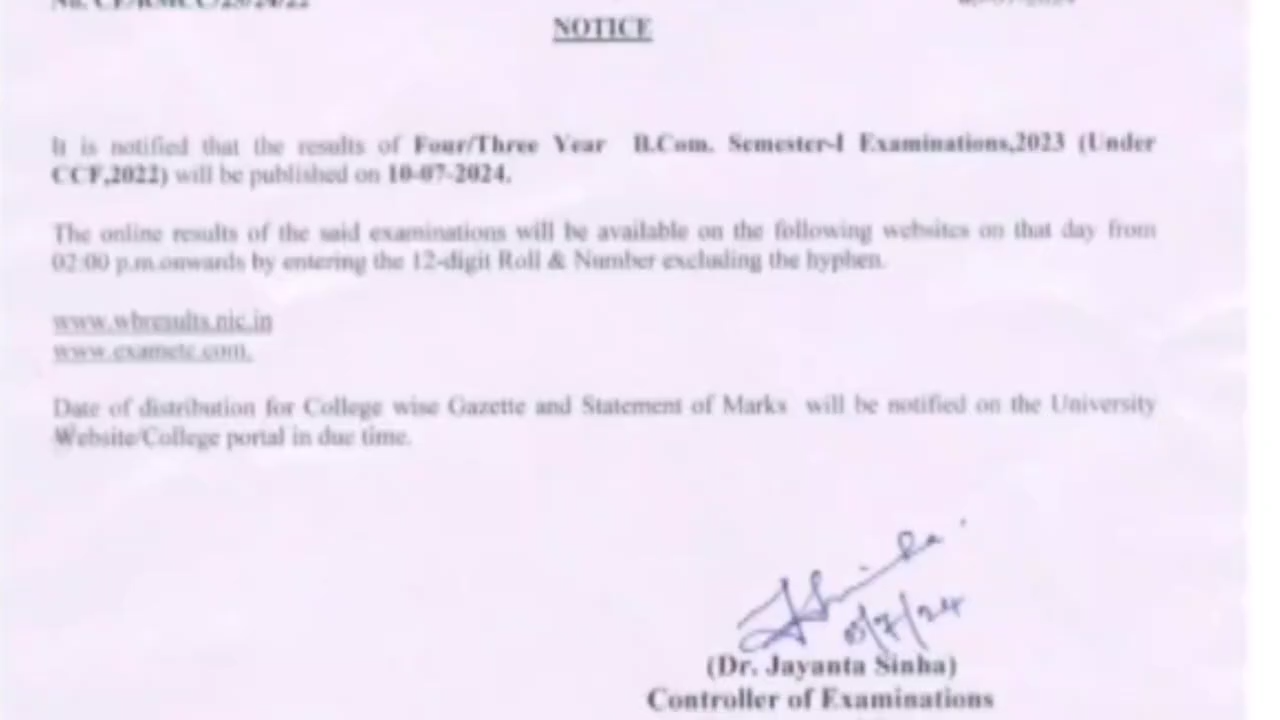 NOTICE
It is notified that the results of Four/Three Year B.Com. Semester-I Examinations,2023 (Under
CCF,2022) will be published on 10-07-2024.
The online results of the said examinations will be available on the following websites on that day from
02:00 p.m.onwards by entering the 12-digit Roll & Number excluding the hyphen.
www.wbresults.nic.in
www.exametc.com.
Date of distribution for College wise Gazette and Statement of Marks will be notified on the University
Website/College portal in due time.
(Dr. Jayanta Sinha)
Controller of Examinations